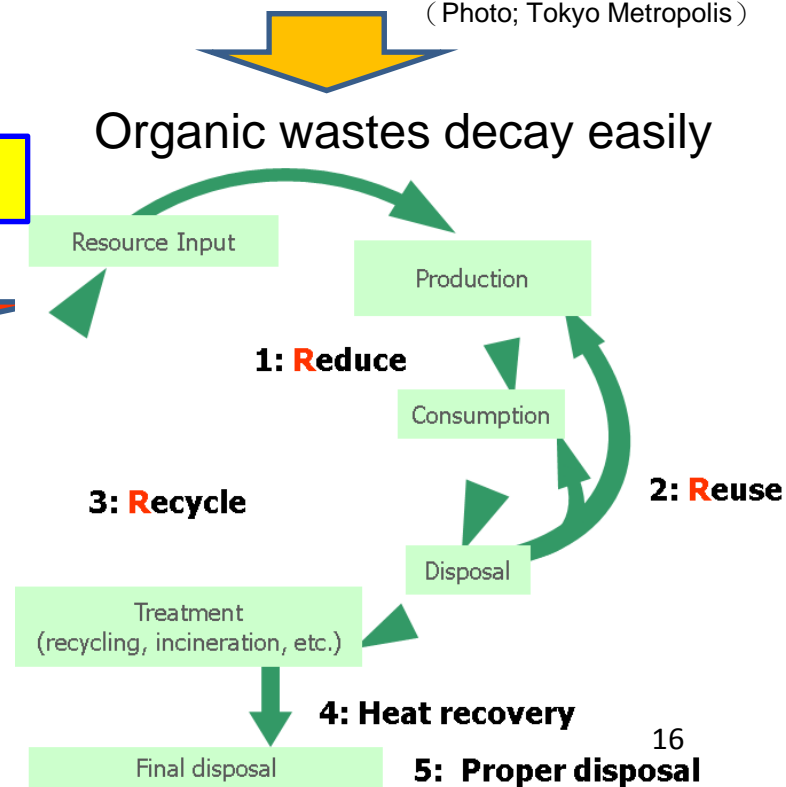 （Photo; Tokyo Metropolis）
Organic wastes decay easily
Resource Input
Production
1: Reduce
Consumption
3: Recycle
2: Reuse
Disposal
Treatment
(recycling, incineration, etc.)
4: Heat recovery
16
Final disposal
5: Proper disposal